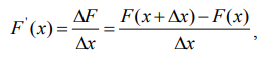 F'(x) = ΔF/Δx = F(x+Δx)−F(x)/Δx ,